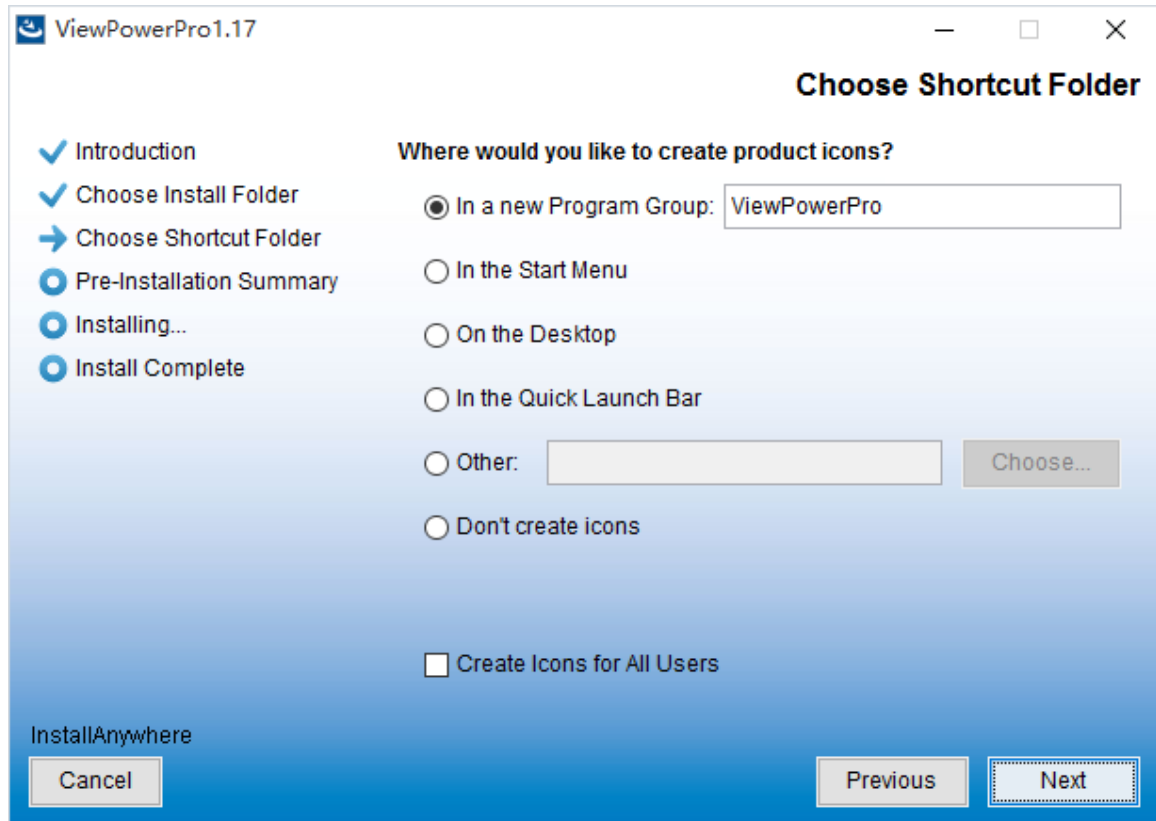 ViewPowerPro1.17
Choose Shortcut Folder
Introduction
Choose Install Folder
Choose Shortcut Folder
Pre-Installation Summary
Installing...
Install Complete
Where would you like to create product icons?
In a new Program Group: ViewPowerPro
In the Start Menu
On the Desktop
In the Quick Launch Bar
Other: Choose...
Don't create icons
Create Icons for All Users
InstallAnywhere
Cancel Previous Next